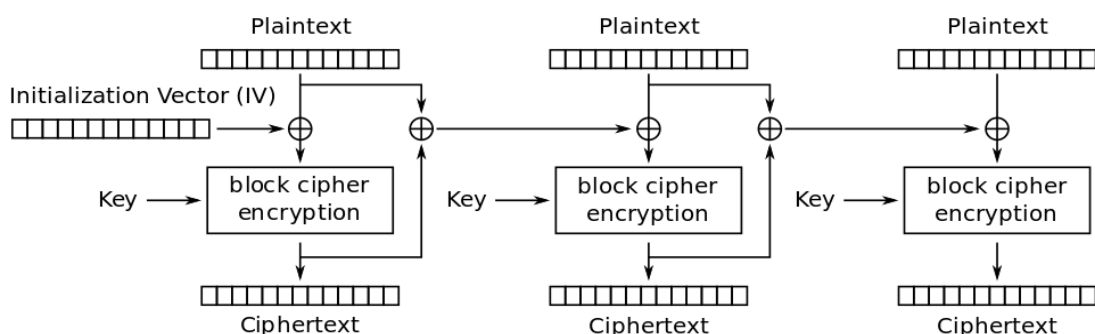 Plaintext
Plaintext
Plaintext
Initialization Vector (IV)
Key
block cipher
encryption
Key
block cipher
encryption
Key
block cipher
encryption
Ciphertext
Ciphertext
Ciphertext